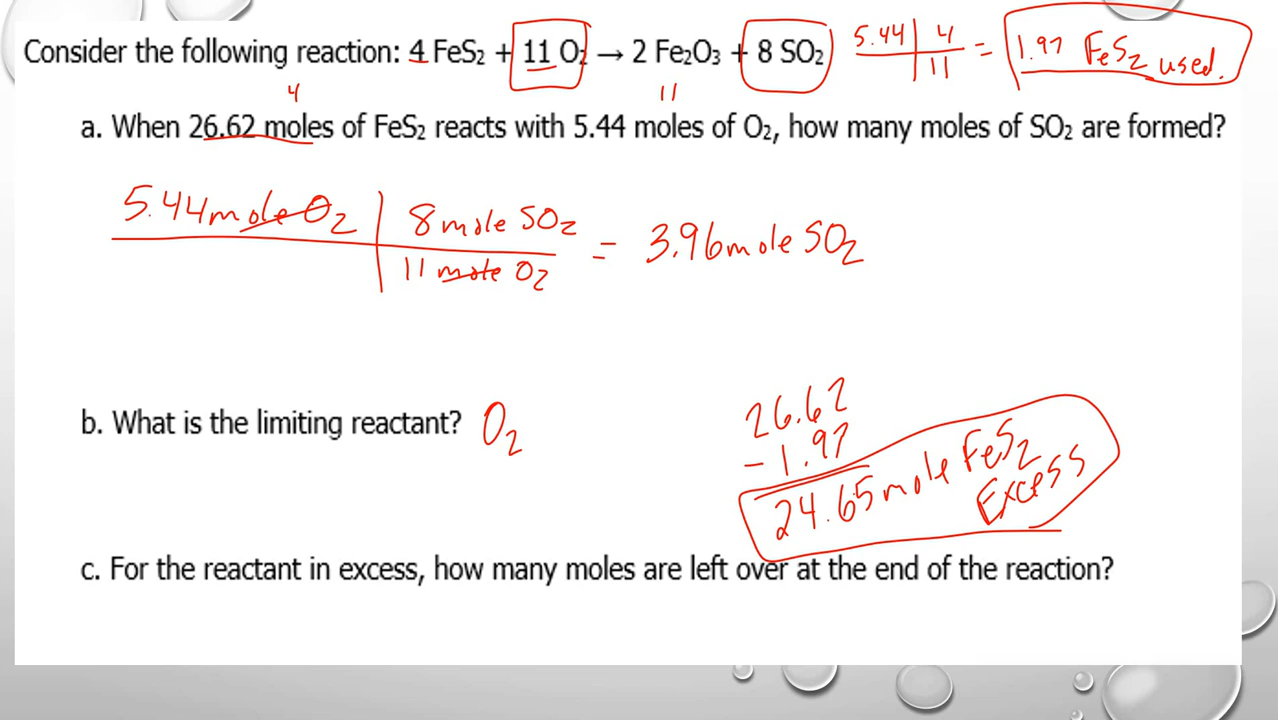 Consider the following reaction: 4 FeS₂ + 11 O₂ → 2 Fe₂O₃ + 8 SO₂
5.44 | 4
11
= 1.97 FeS₂ used.
4
11
a. When 26.62 moles of FeS₂ reacts with 5.44 moles of O₂, how many moles of SO₂ are formed?
5.44 mole O₂ | 8 mole SO₂
11 mole O₂
= 3.96 mole SO₂
b. What is the limiting reactant? O₂
26.62
- 1.97
24.65 mole FeS₂
Excess
c. For the reactant in excess, how many moles are left over at the end of the reaction?